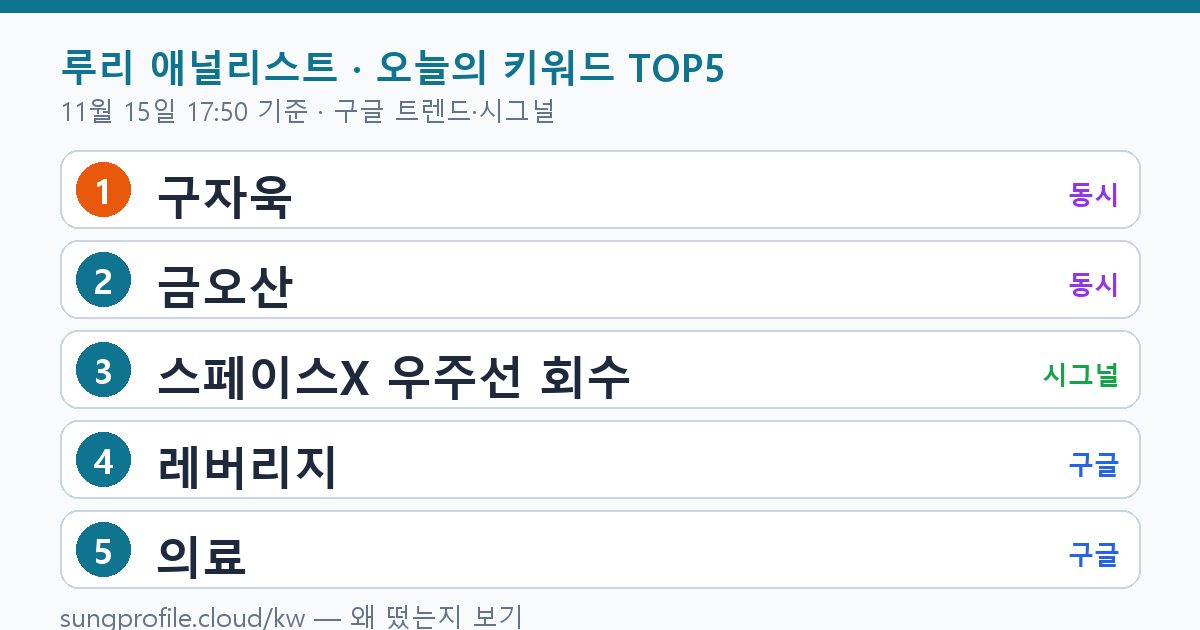 루리 애널리스트 · 오늘의 키워드 TOP5
11월 15일 17:50 기준 · 구글 트렌드·시그널
1 구자욱 동시
2 금오산 동시
3 스페이스X 우주선 회수 시그널
4 레버리지 구글
5 의료 구글
sungprofile.cloud/kw — 왜 떴는지 보기